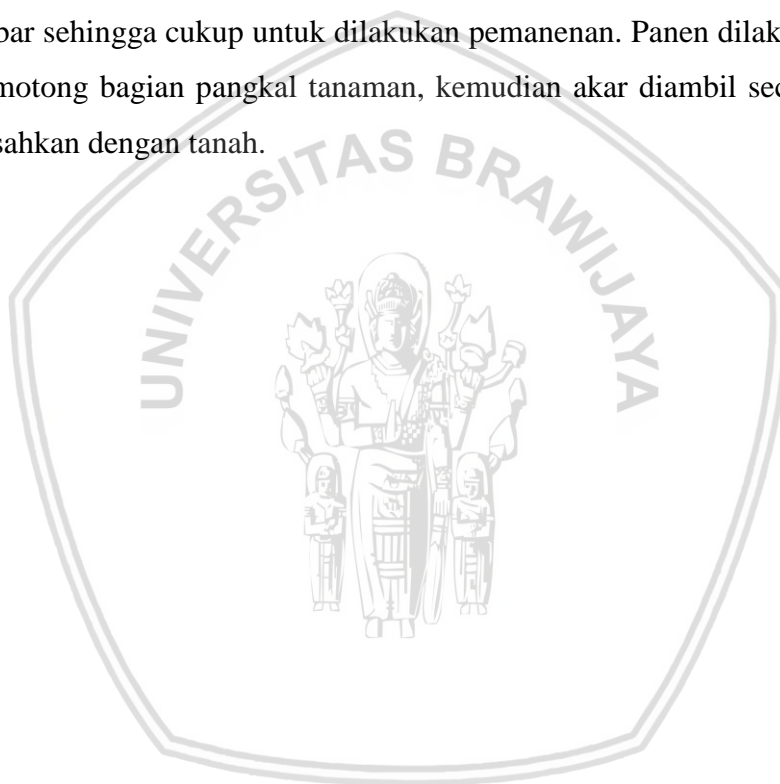 bar sehingga cukup untuk dilakukan pemanenan. Panen dilak
motong bagian pangkal tanaman, kemudian akar diambil sec
sahkan dengan tanah.
UNIVERSITAS BRAWIJAYA